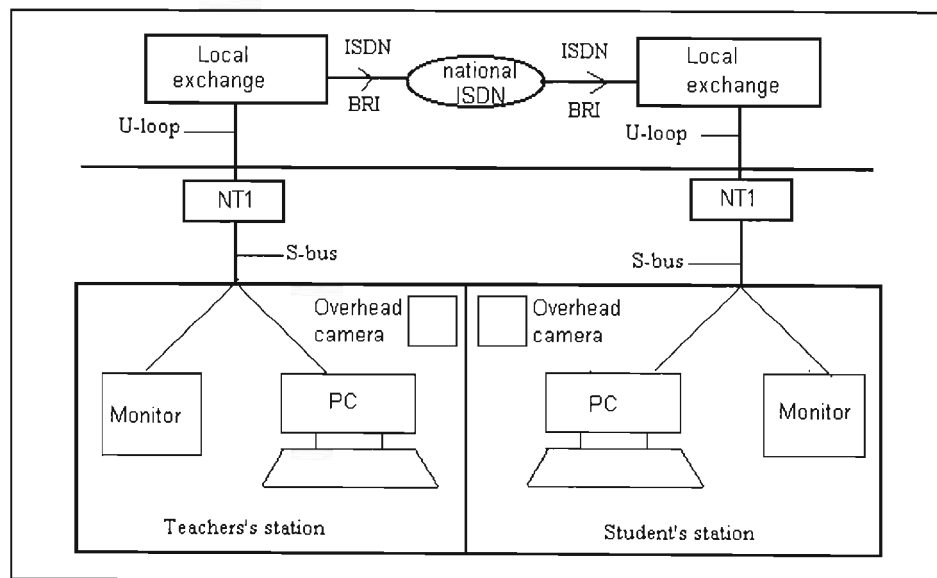 Local
exchange
ISDN
BRI
national
ISDN
ISDN
BRI
Local
exchange
U-loop
U-loop
NT1
NT1
S-bus
S-bus
Overhead
camera
Overhead
camera
Monitor
PC
PC
Monitor
Teachers's station
Student's station